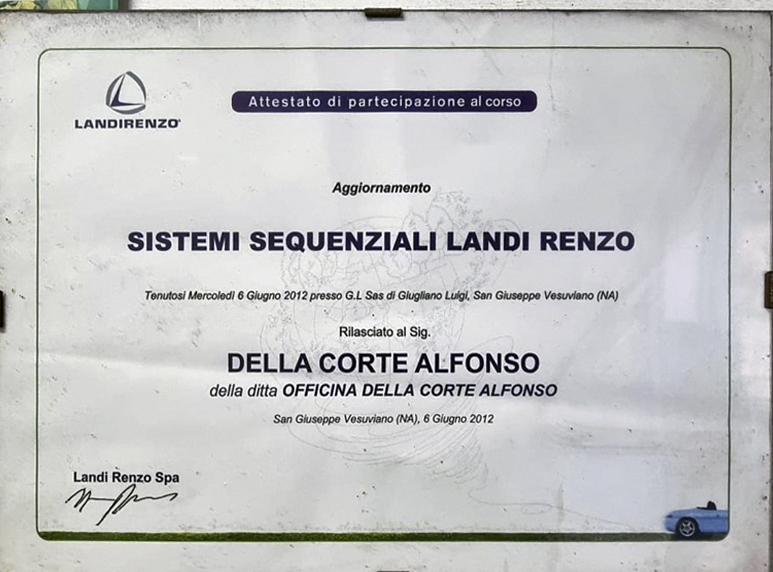 LANDIRENZO®
Attestato di partecipazione al corso
Aggiornamento
SISTEMI SEQUENZIALI LANDI RENZO
Tenutosi Mercoledì 6 Giugno 2012 presso G.L Sas di Giugliano Luigi, San Giuseppe Vesuviano (NA)
Rilasciato al Sig.
DELLA CORTE ALFONSO
della ditta OFFICINA DELLA CORTE ALFONSO
San Giuseppe Vesuviano (NA), 6 Giugno 2012
Landi Renzo Spa